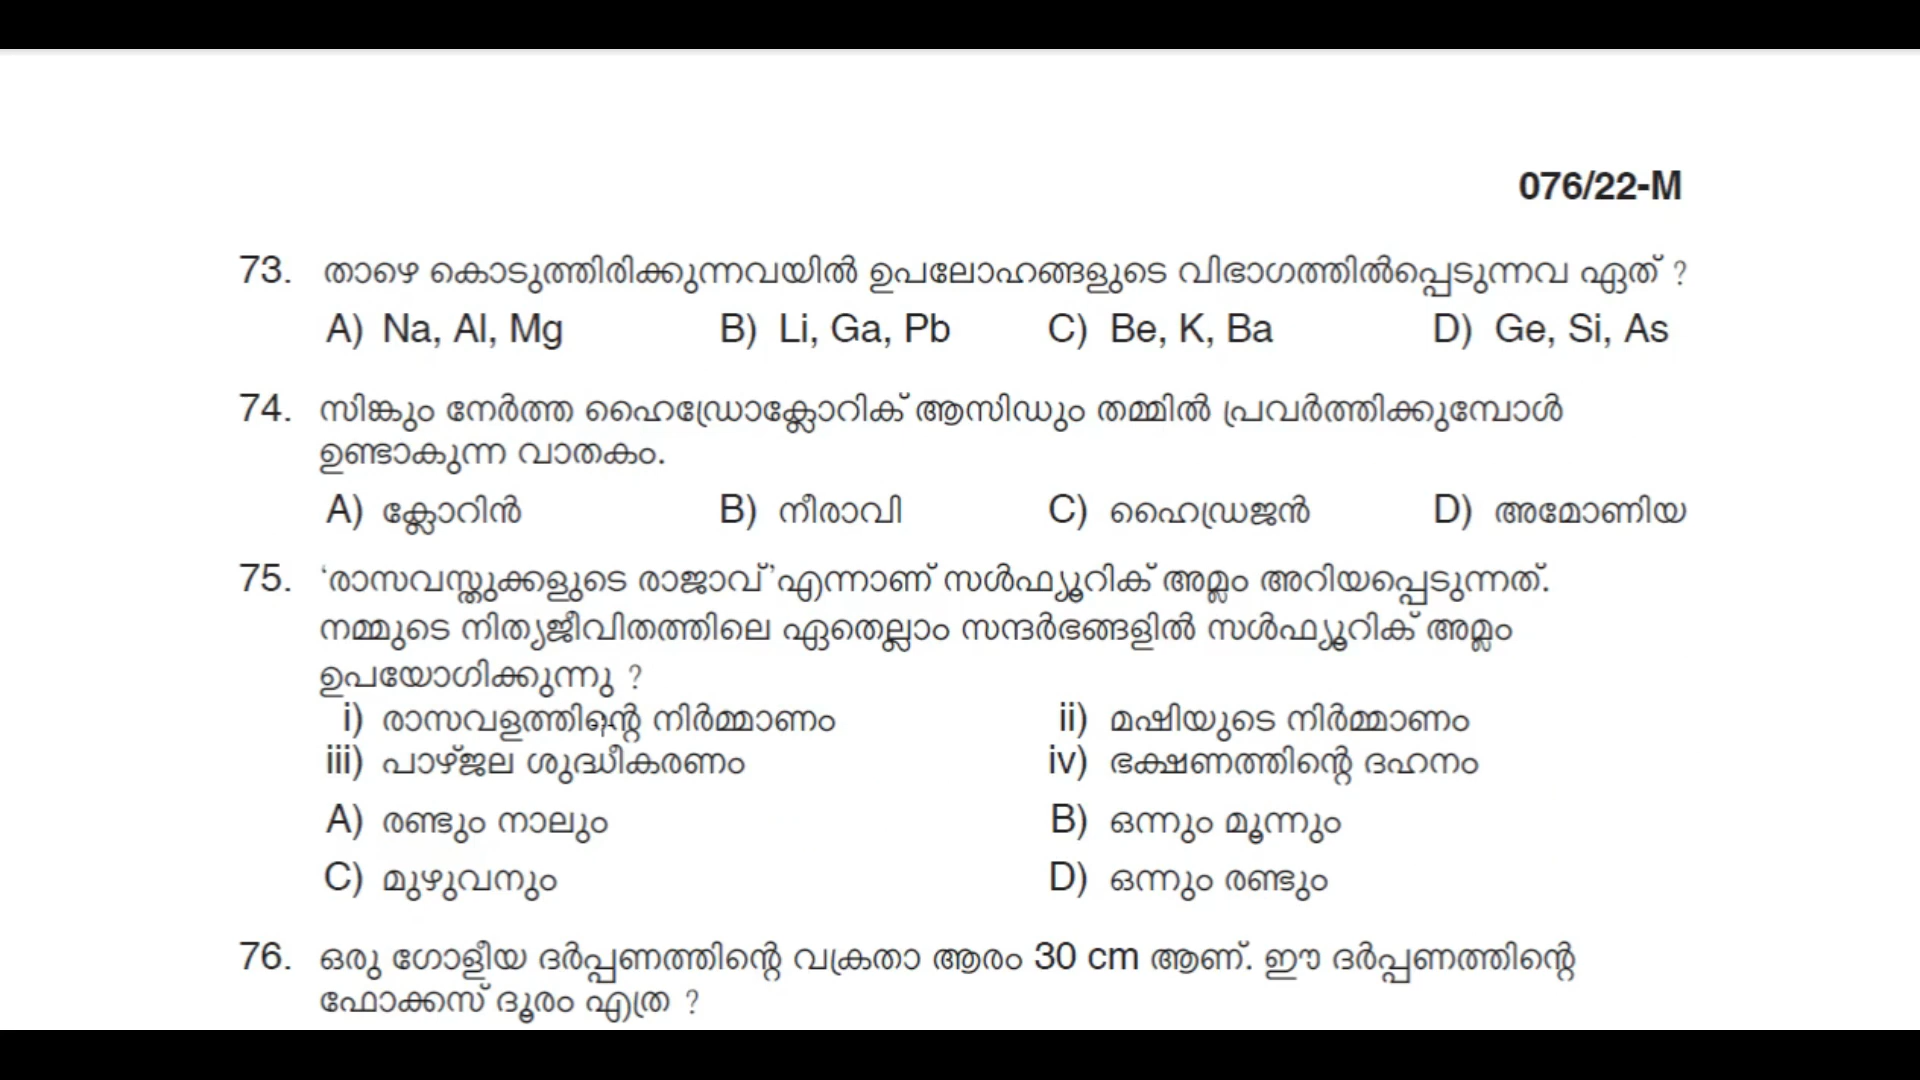 076/22-M
73. താഴെ കൊടുത്തിരിക്കുന്നവയിൽ ഉപലോഹങ്ങളുടെ വിഭാഗത്തിൽപ്പെടുന്നവ ഏത് ?
A) Na, Al, Mg B) Li, Ga, Pb C) Be, K, Ba D) Ge, Si, As
74. സിങ്കും നേർത്ത ഹൈഡ്രോക്ലോറിക് ആസിഡും തമ്മിൽ പ്രവർത്തിക്കുമ്പോൾ
ഉണ്ടാകുന്ന വാതകം.
A) ക്ലോറിൻ B) നീരാവി C) ഹൈഡ്രജൻ D) അമോണിയ
75. ‘രാസവസ്തുക്കളുടെ രാജാവ്’എന്നാണ് സൾഫ്യൂറിക് അമ്ലം അറിയപ്പെടുന്നത്.
നമ്മുടെ നിത്യജീവിതത്തിലെ ഏതെല്ലാം സന്ദർഭങ്ങളിൽ സൾഫ്യൂറിക് അമ്ലം
ഉപയോഗിക്കുന്നു ?
i) രാസവളത്തിന്റെ നിർമ്മാണം ii) മഷിയുടെ നിർമ്മാണം
iii) പാഴ്ജല ശുദ്ധീകരണം iv) ഭക്ഷണത്തിന്റെ ദഹനം
A) രണ്ടും നാലും B) ഒന്നും മൂന്നും
C) മുഴുവനും D) ഒന്നും രണ്ടും
76. ഒരു ഗോളീയ ദർപ്പണത്തിന്റെ വക്രതാ ആരം 30 cm ആണ്. ഈ ദർപ്പണത്തിന്റെ
ഫോക്കസ് ദൂരം എത്ര ?